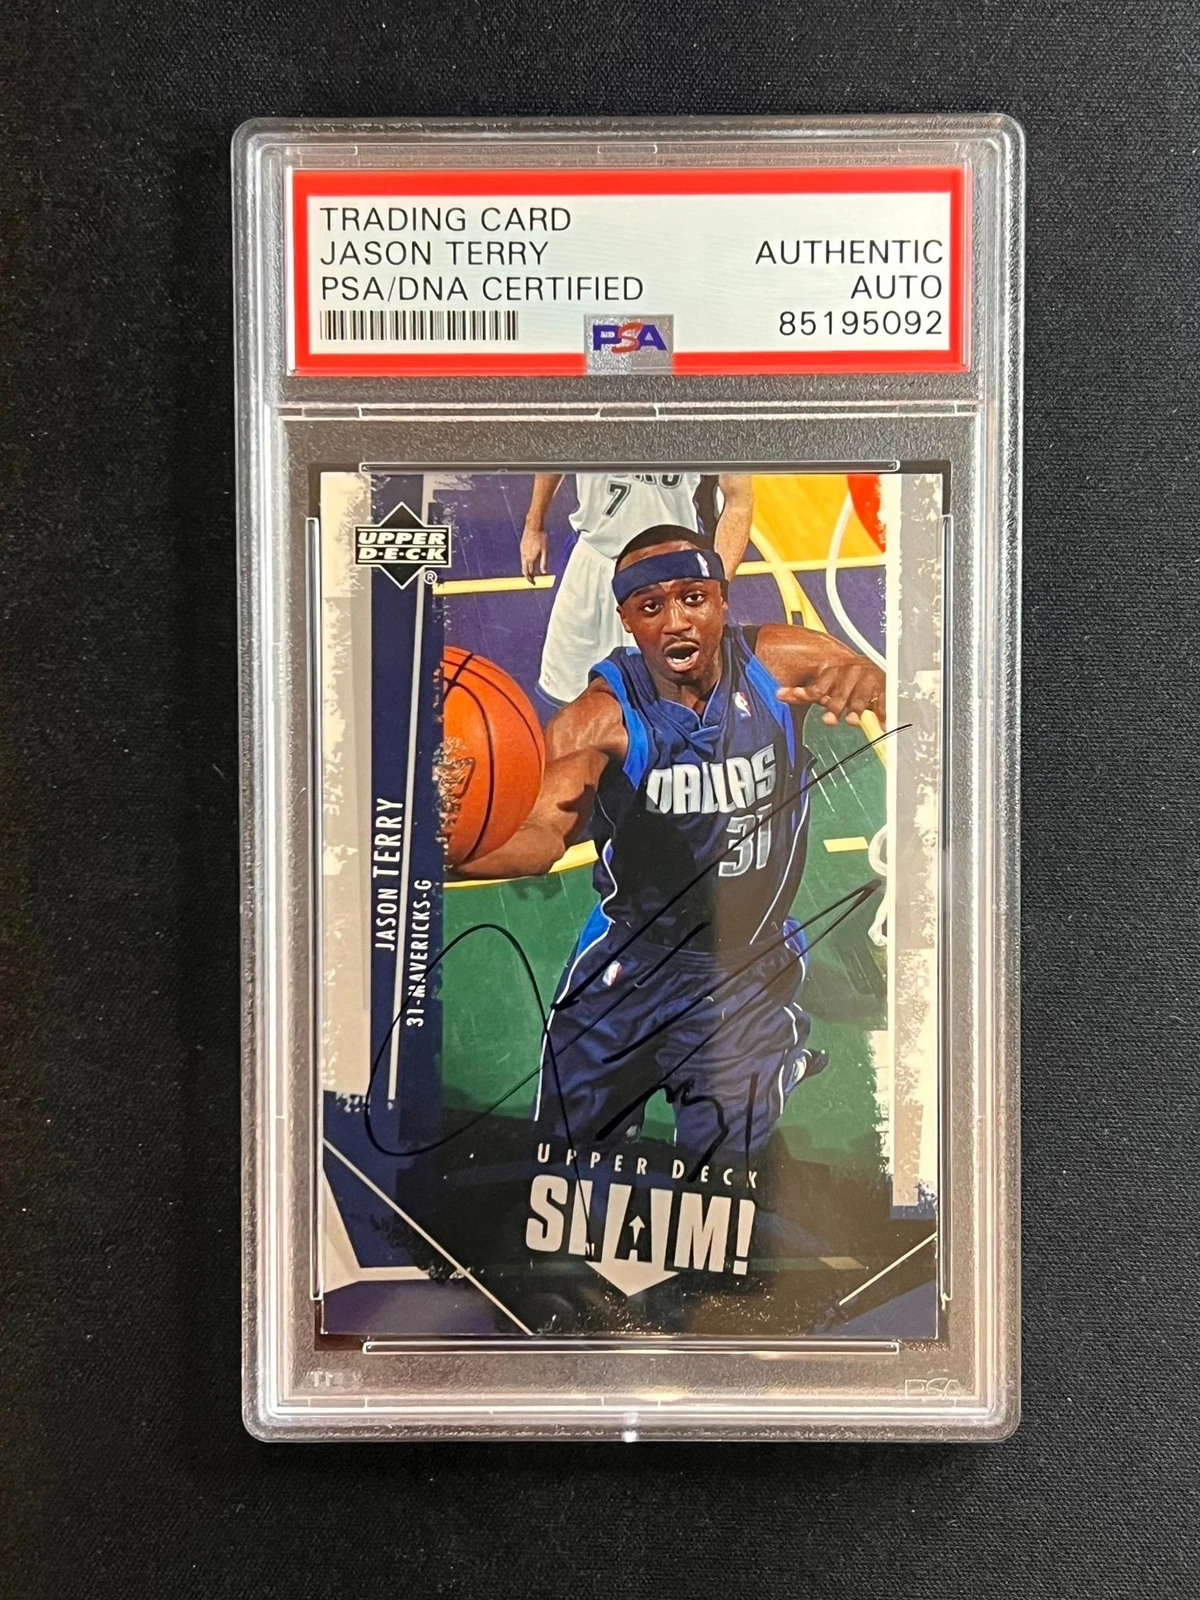 TRADING CARD
JASON TERRY
PSA/DNA CERTIFIED
AUTHENTIC
AUTO
85195092
PSA
7
UPPER
D·E·C·K
®
DALLAS
31
JASON TERRY
31-MAVERICKS-G
31
UPPER DECK
SLAM!
PSA